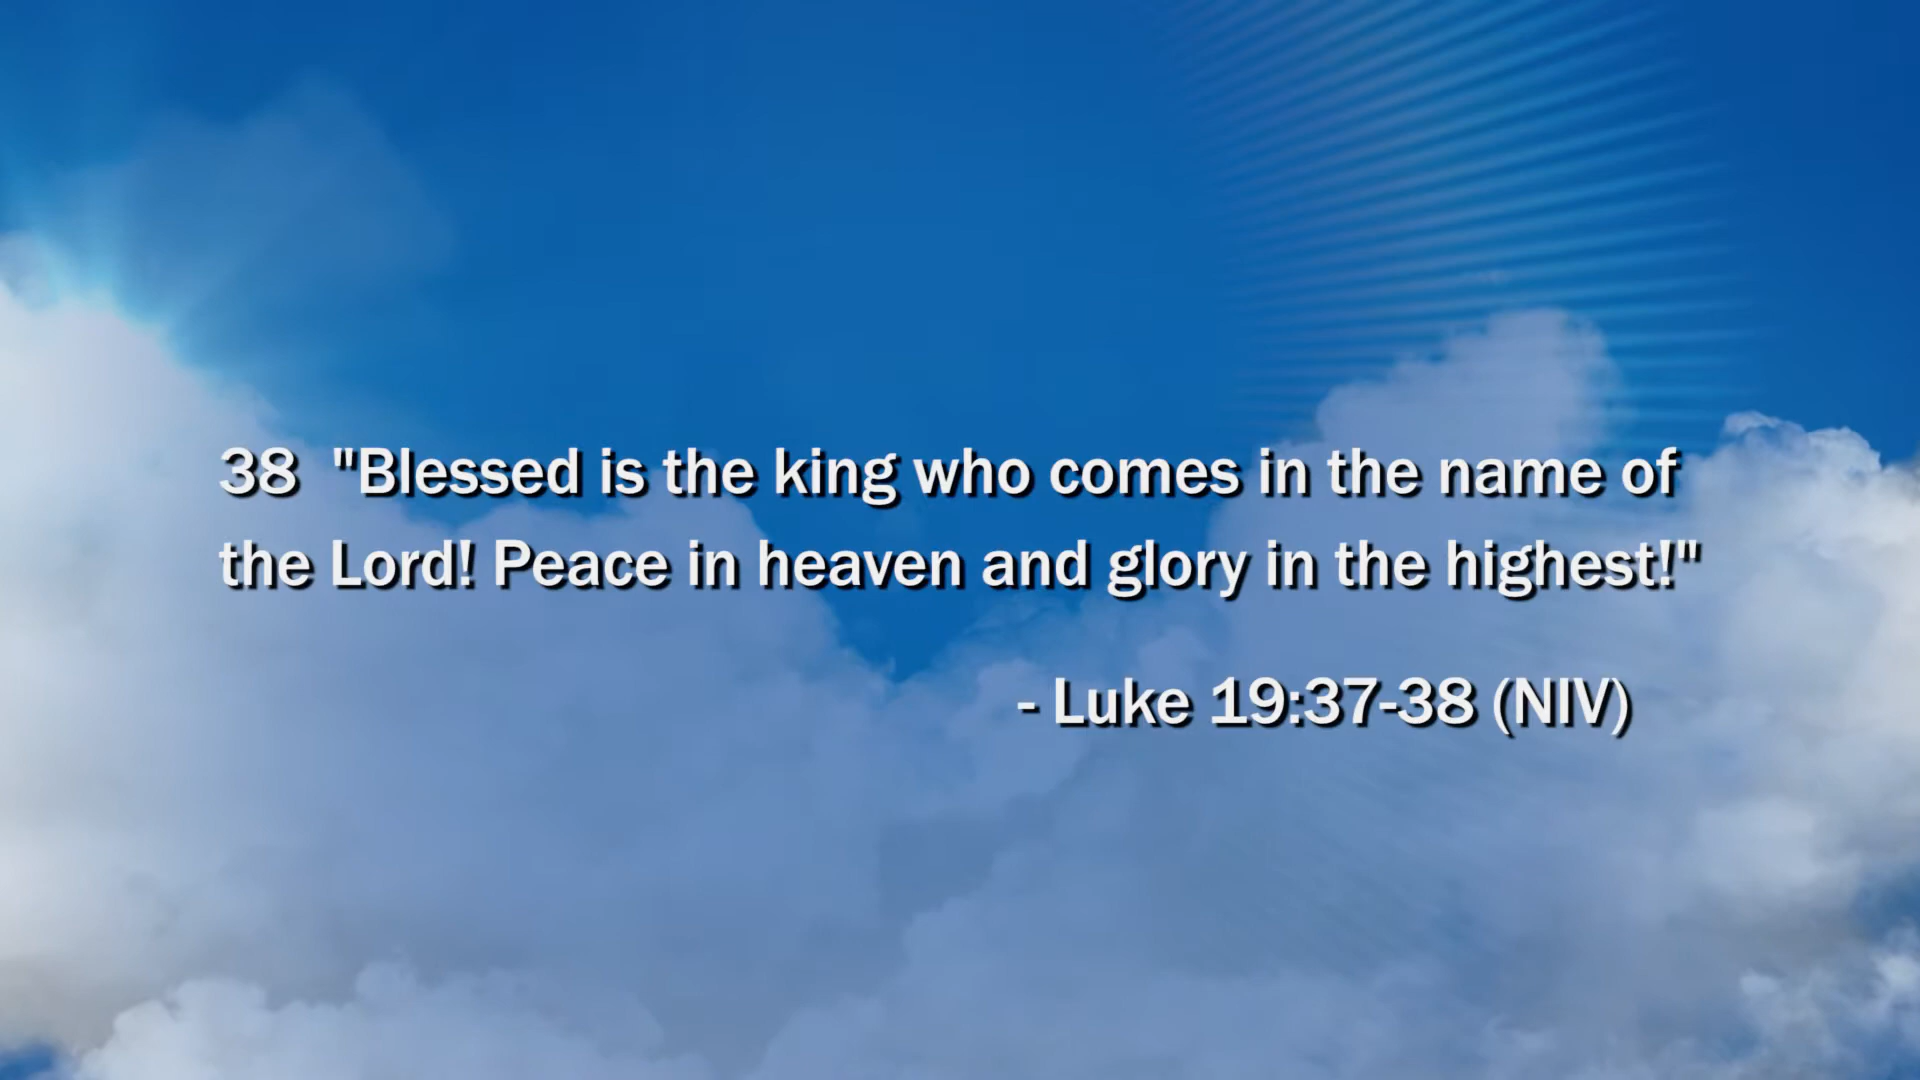 38 "Blessed is the king who comes in the name of
the Lord! Peace in heaven and glory in the highest!"
- Luke 19:37-38 (NIV)